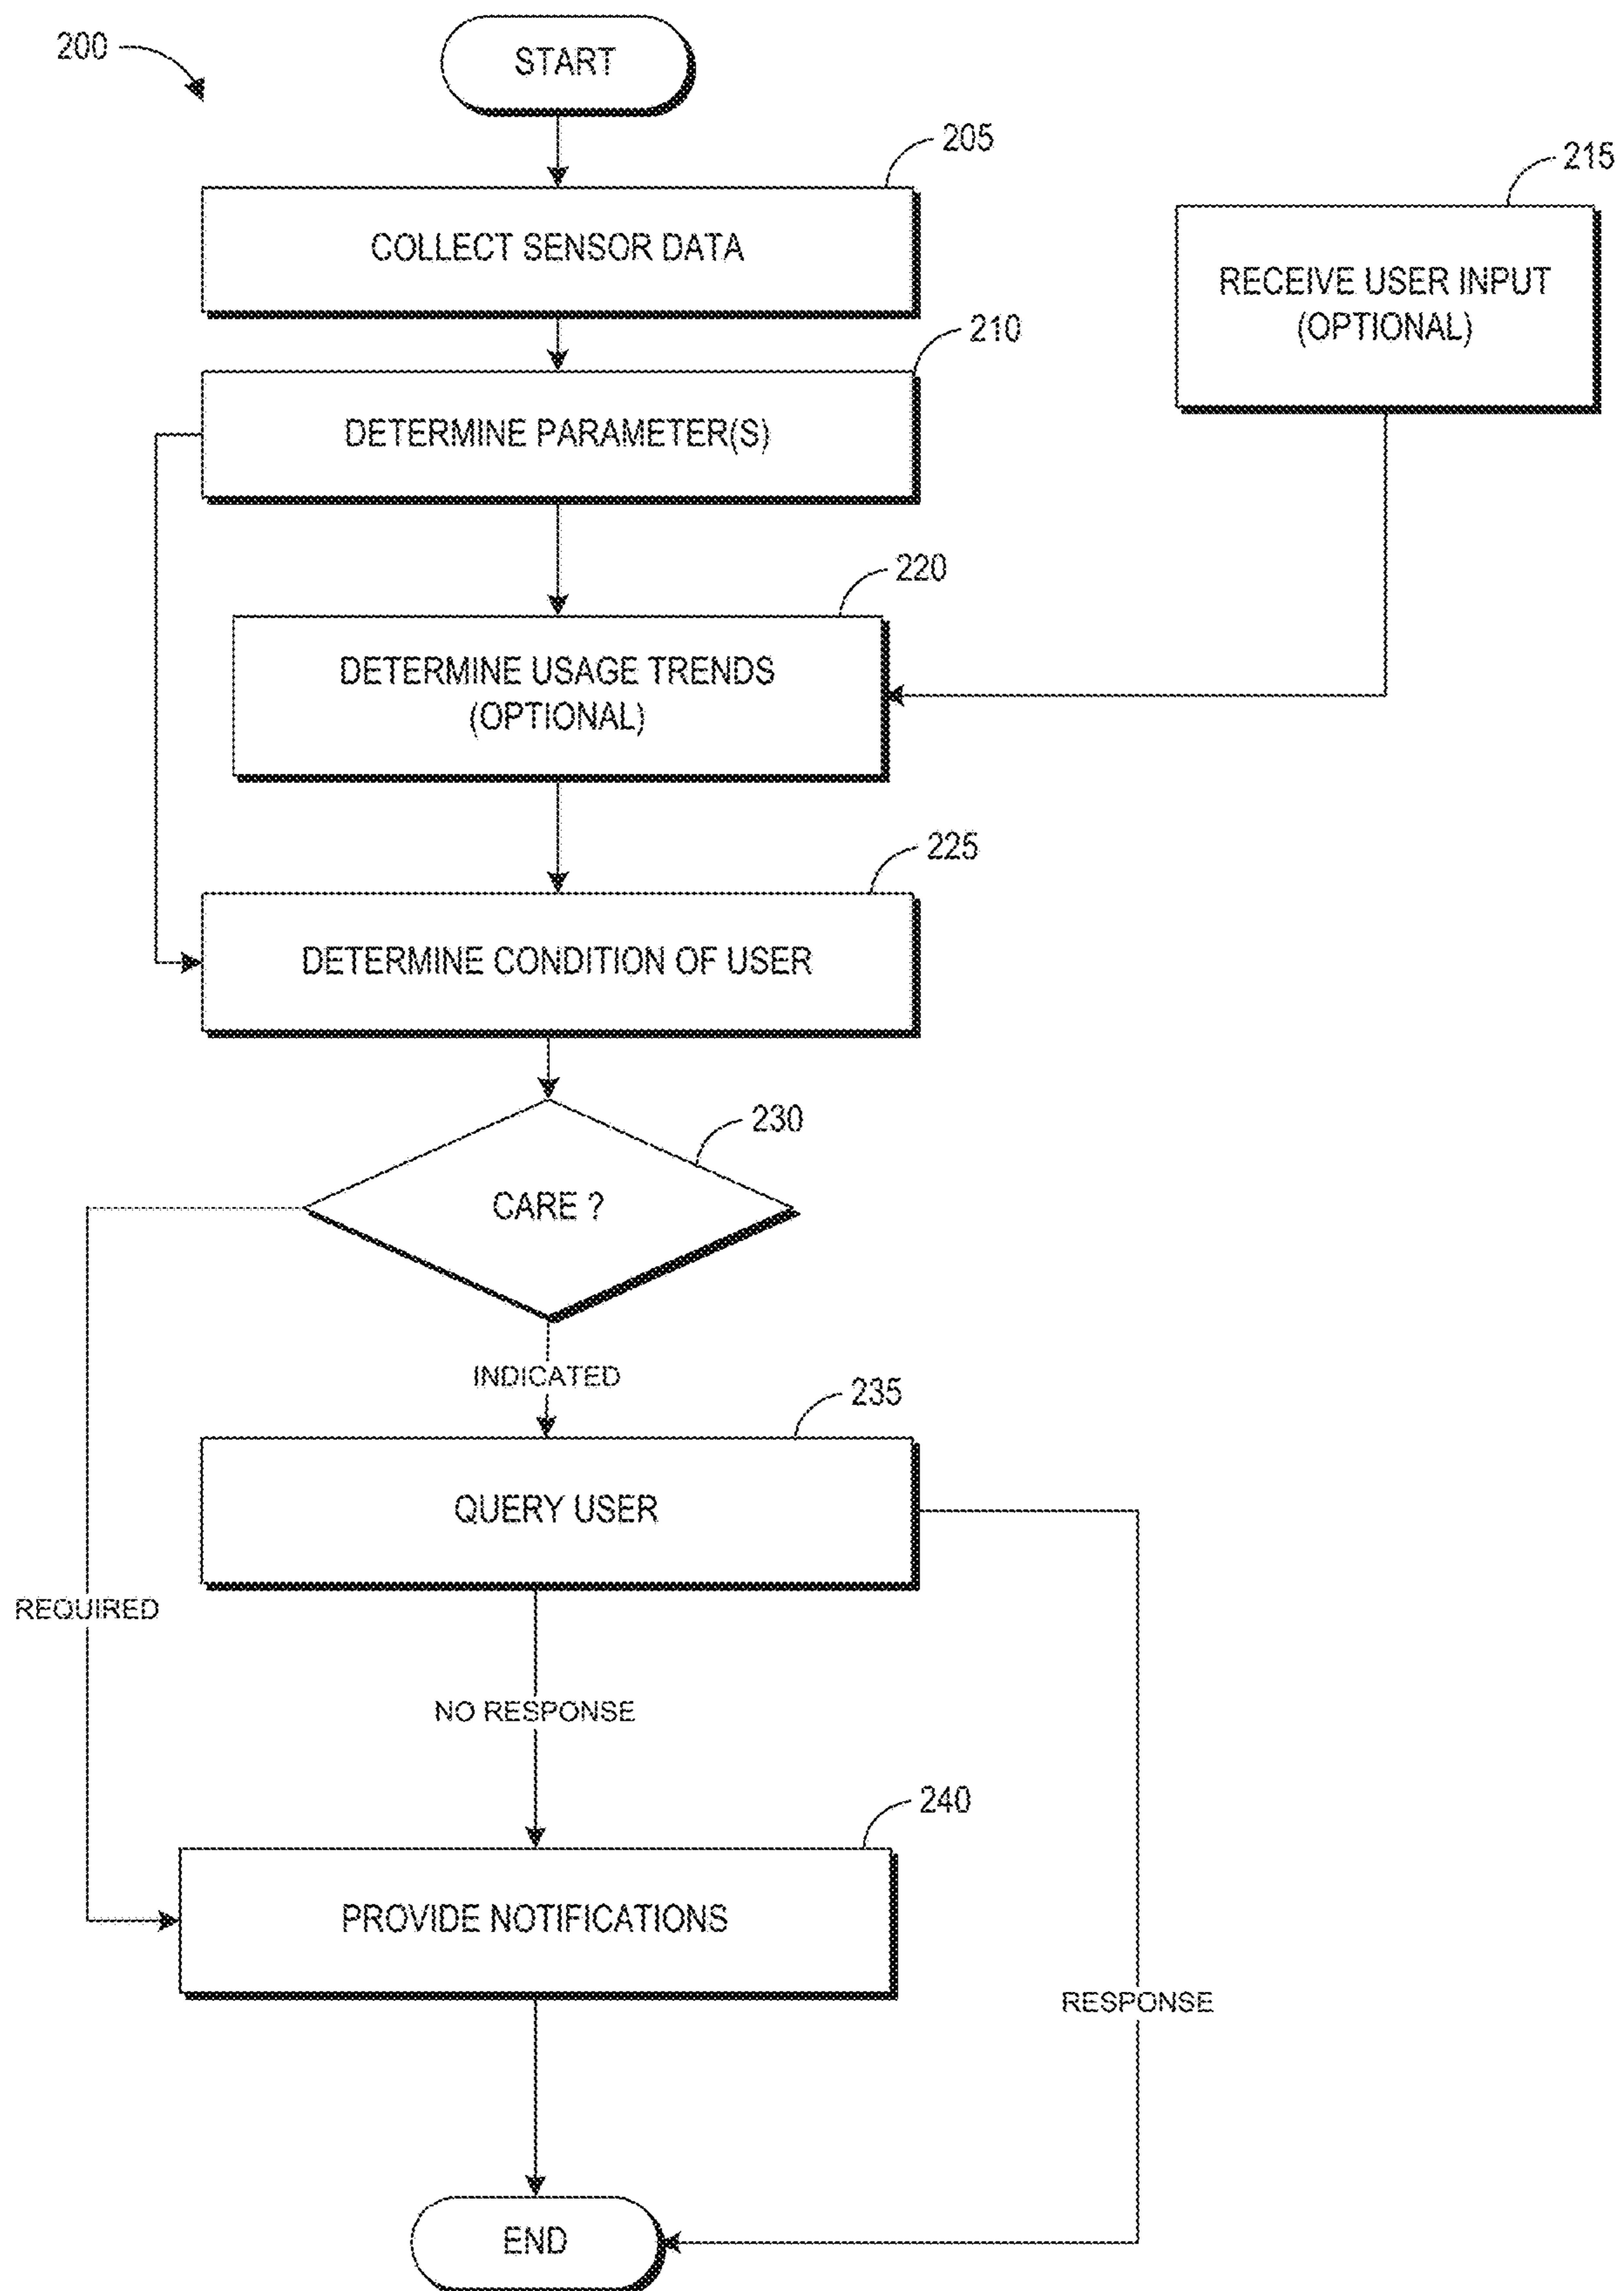 200
START
205
COLLECT SENSOR DATA
215
RECEIVE USER INPUT
(OPTIONAL)
210
DETERMINE PARAMETER(S)
220
DETERMINE USAGE TRENDS
(OPTIONAL)
225
DETERMINE CONDITION OF USER
230
CARE ?
INDICATED
235
QUERY USER
REQUIRED
NO RESPONSE
240
PROVIDE NOTIFICATIONS
RESPONSE
END